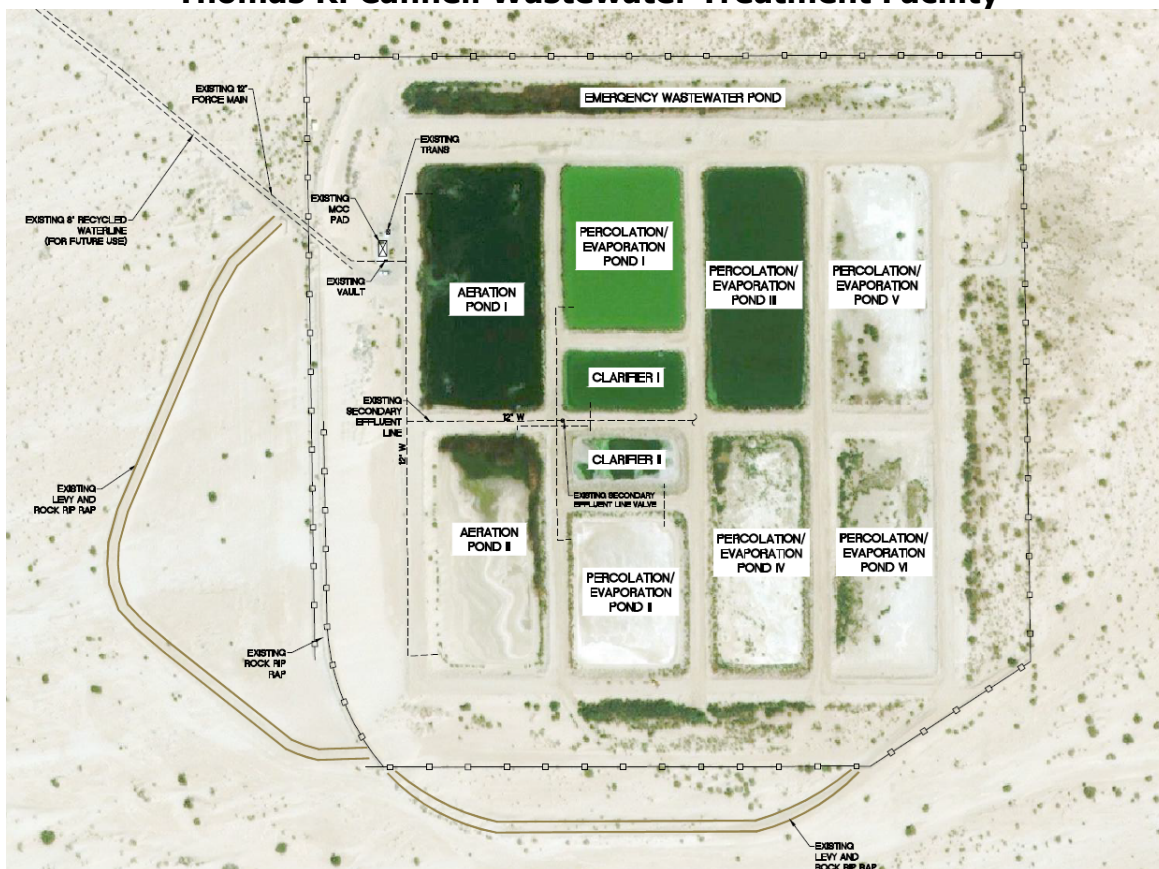 Thomas R. Cannell Wastewater Treatment Facility
EXISTING 12"
FORCE MAIN
EMERGENCY WASTEWATER POND
EXISTING
TRANS
EXISTING
MCC
PAD
EXISTING 8" RECYCLED
WATERLINE
(FOR FUTURE USE)
EXISTING
VAULT
AERATION
POND I
PERCOLATION/
EVAPORATION
POND I
PERCOLATION/
EVAPORATION
POND III
PERCOLATION/
EVAPORATION
POND V
CLARIFIER I
EXISTING
SECONDARY
EFFLUENT
LINE
12" W
12" W
CLARIFIER II
EXISTING SECONDARY
EFFLUENT LINE VALVE
EXISTING
LEVY AND
ROCK RIP RAP
AERATION
POND II
PERCOLATION/
EVAPORATION
POND II
PERCOLATION/
EVAPORATION
POND IV
PERCOLATION/
EVAPORATION
POND VI
EXISTING
ROCK RIP
RAP
EXISTING
LEVY AND
ROCK RIP RAP